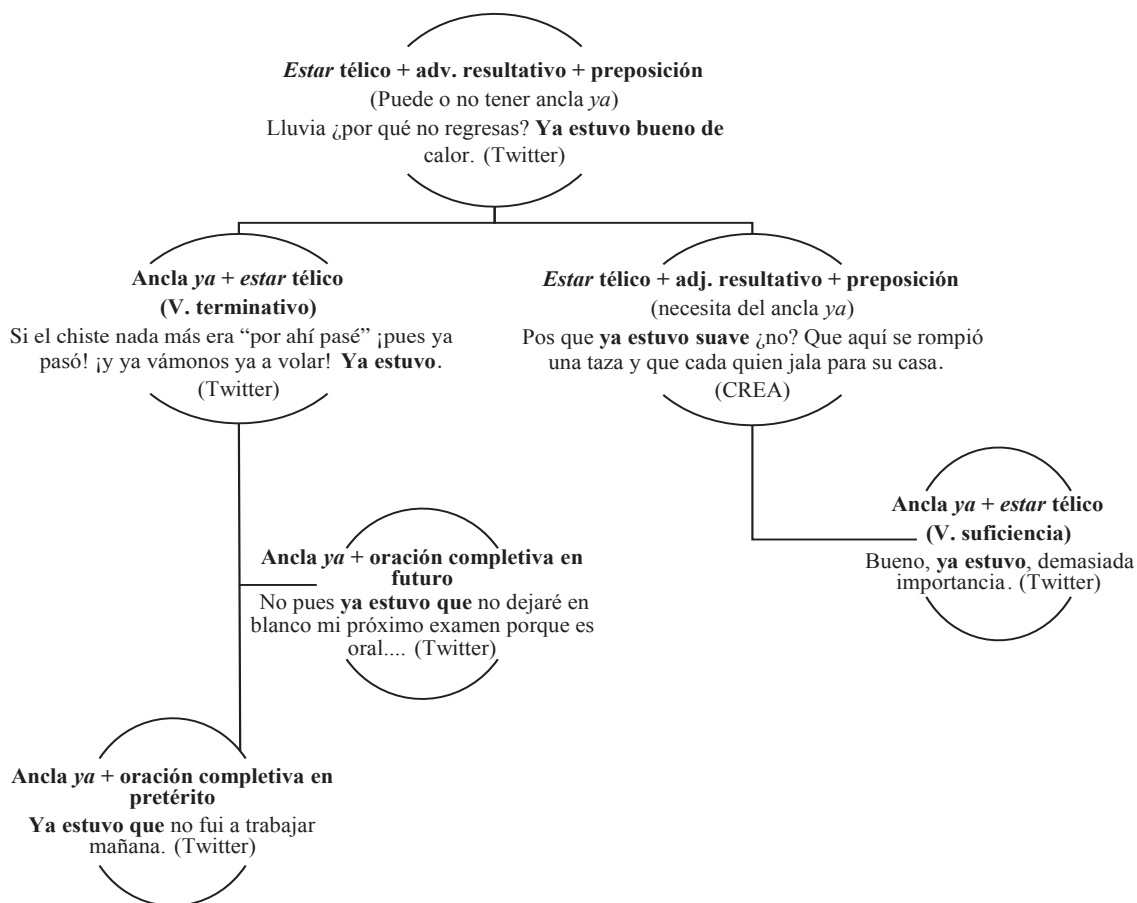 Estar télico + adv. resultativo + preposición
(Puede o no tener ancla ya)
Lluvia ¿por qué no regresas? Ya estuvo bueno de
calor. (Twitter)
Ancla ya + estar télico
(V. terminativo)
Si el chiste nada más era “por ahí pasé” ¡pues ya
pasó! ¡y ya vámonos ya a volar! Ya estuvo.
(Twitter)
Estar télico + adj. resultativo + preposición
(necesita del ancla ya)
Pos que ya estuvo suave ¿no? Que aquí se rompió
una taza y que cada quien jala para su casa.
(CREA)
Ancla ya + estar télico
(V. suficiencia)
Bueno, ya estuvo, demasiada
importancia. (Twitter)
Ancla ya + oración completiva en
futuro
No pues ya estuvo que no dejaré en
blanco mi próximo examen porque es
oral.... (Twitter)
Ancla ya + oración completiva en
pretérito
Ya estuvo que no fui a trabajar
mañana. (Twitter)